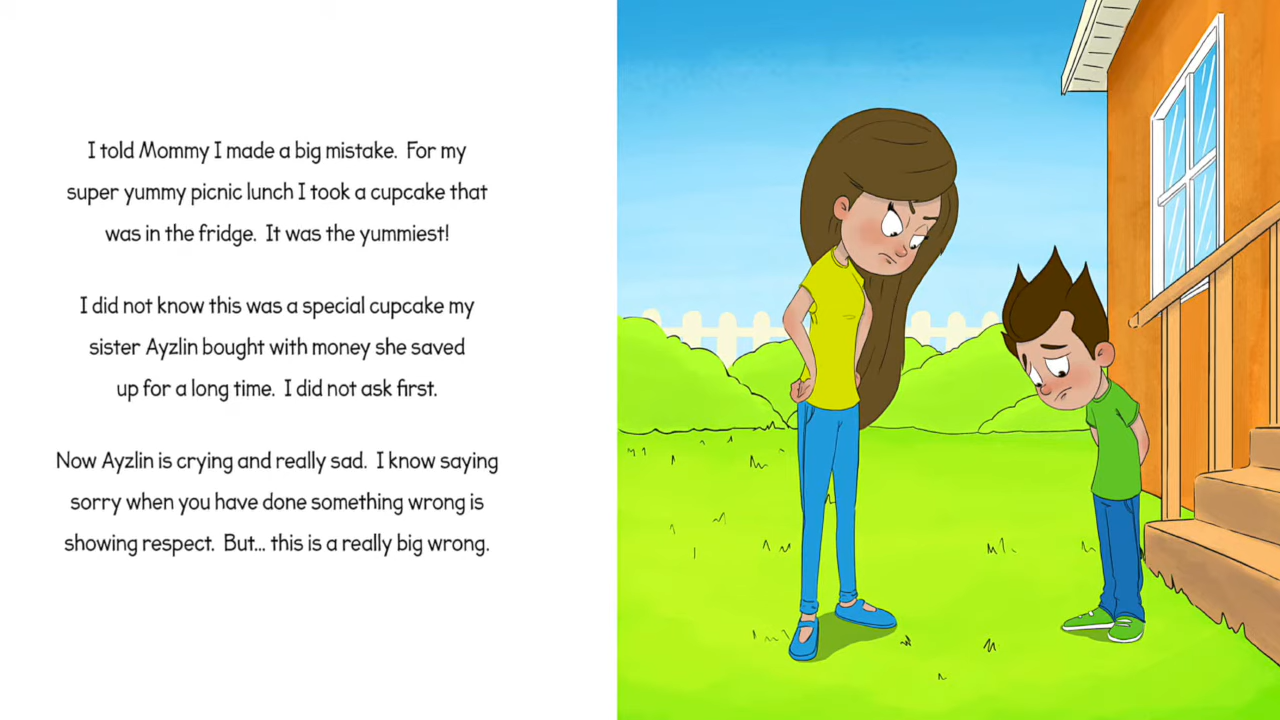 I told Mommy I made a big mistake. For my
super yummy picnic lunch I took a cupcake that
was in the fridge. It was the yummiest!
I did not know this was a special cupcake my
sister Ayzlin bought with money she saved
up for a long time. I did not ask first.
Now Ayzlin is crying and really sad. I know saying
sorry when you have done something wrong is
showing respect. But... this is a really big wrong.